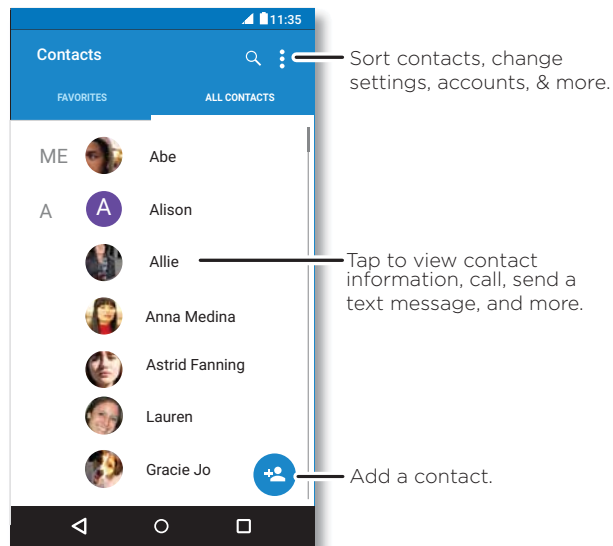 11:35
Contacts
FAVORITES ALL CONTACTS
ME Abe
A A Alison
Allie
Anna Medina
Astrid Fanning
Lauren
Gracie Jo
Sort contacts, change
settings, accounts, & more.
Tap to view contact
information, call, send a
text message, and more.
Add a contact.